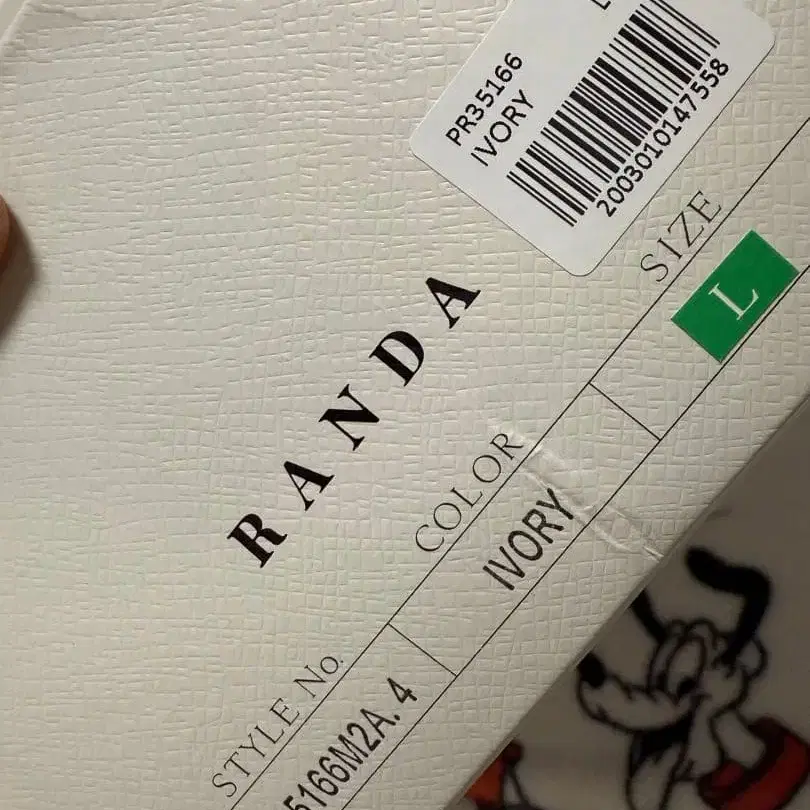 PR35166
IVORY
2003010147558
RANDA
STYLE No.
COLOR
SIZE
5166M2A.4
IVORY
L